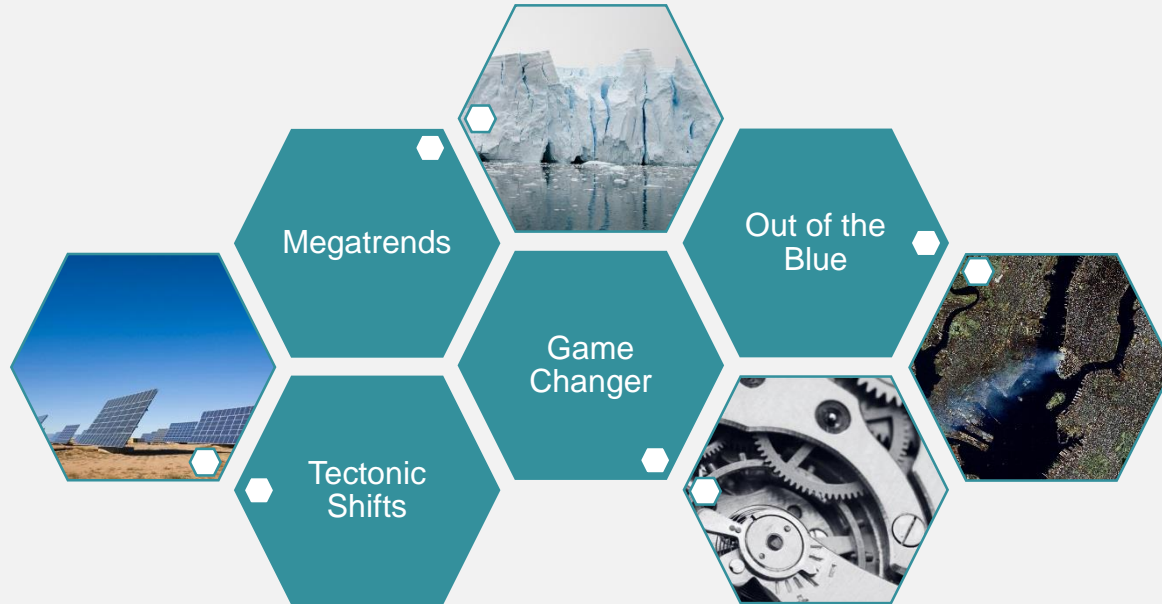 Megatrends
Out of the
Blue
Game
Changer
Tectonic
Shifts